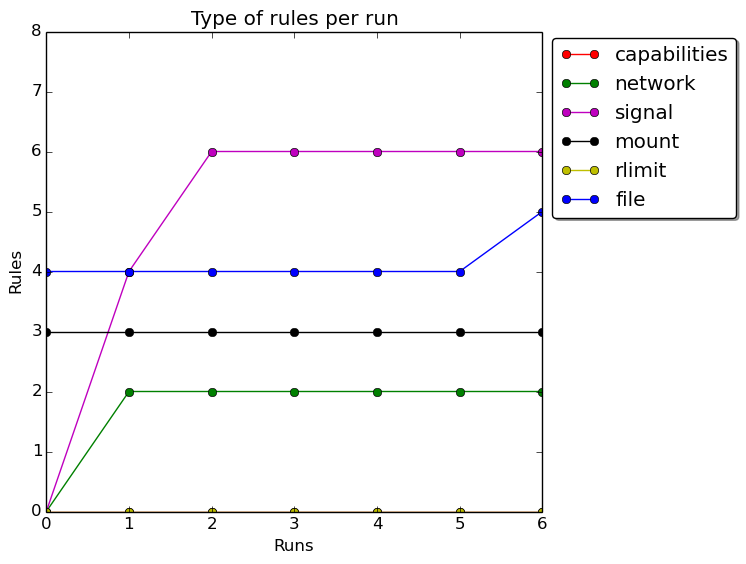 Type of rules per run
8
7
6
5
4
3
2
1
0
Rules
0 1 2 3 4 5 6
Runs
capabilities
network
signal
mount
rlimit
file